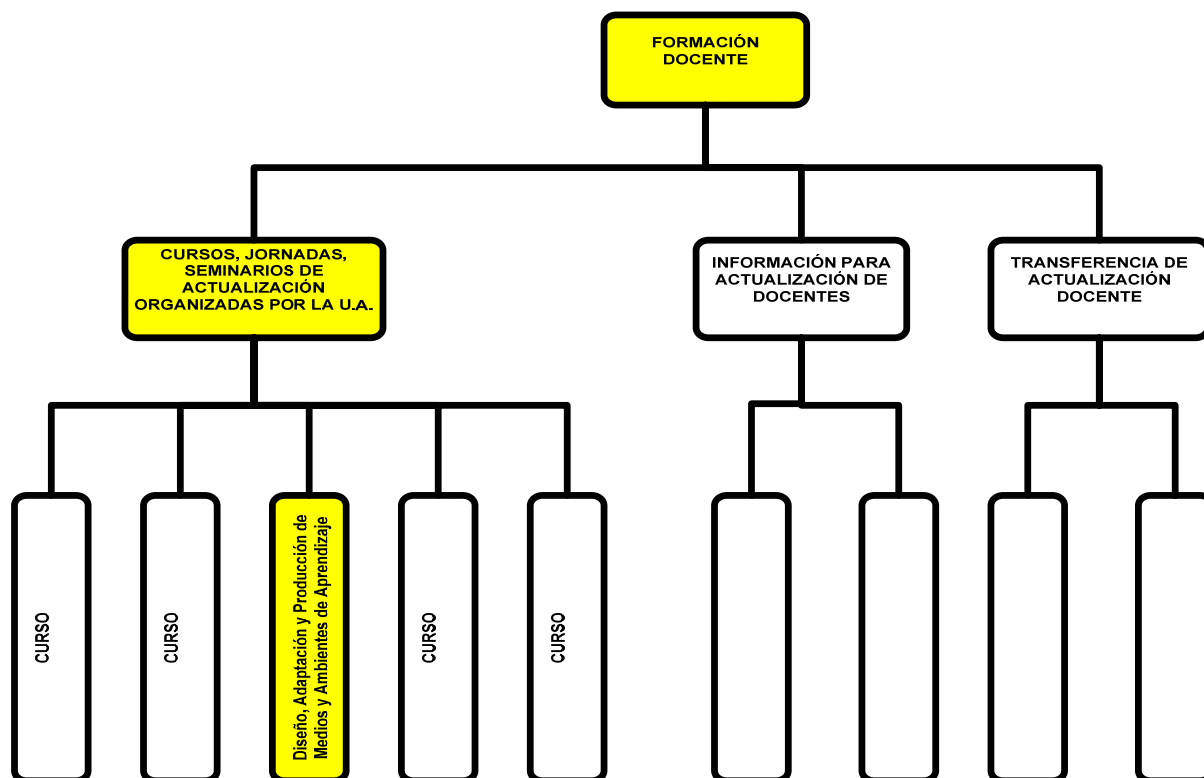 FORMACIÓN
DOCENTE
CURSOS, JORNADAS,
SEMINARIOS DE
ACTUALIZACIÓN
ORGANIZADAS POR LA U.A.
INFORMACIÓN PARA
ACTUALIZACIÓN DE
DOCENTES
TRANSFERENCIA DE
ACTUALIZACIÓN
DOCENTE
CURSO
CURSO
Diseño, Adaptación y Producción de
Medios y Ambientes de Aprendizaje
CURSO
CURSO